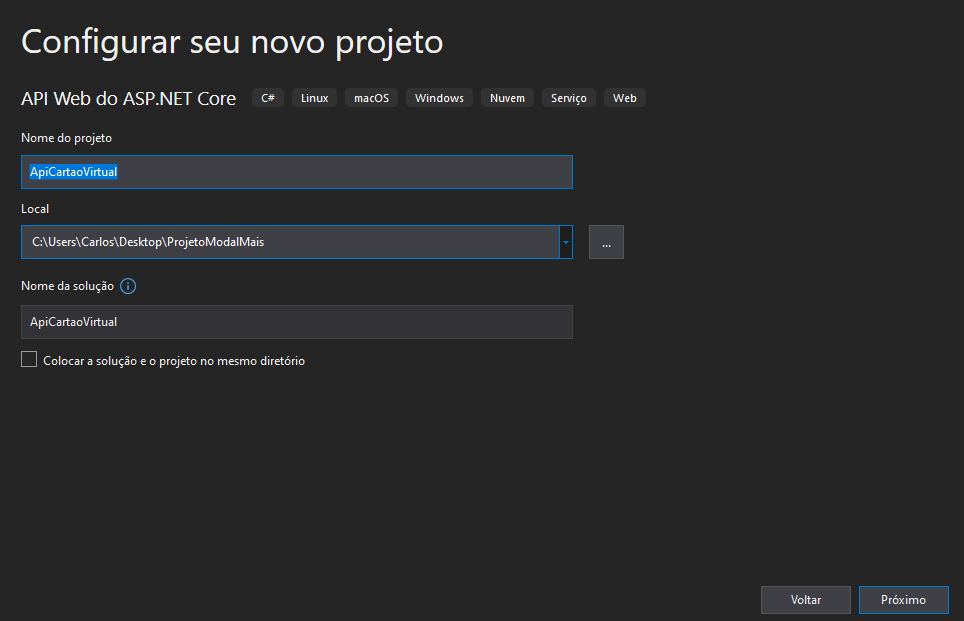 Configurar seu novo projeto
API Web do ASP.NET Core C# Linux macOS Windows Nuvem Serviço Web
Nome do projeto
ApiCartaoVirtual
Local
C:\Users\Carlos\Desktop\ProjetoModalMais
...
Nome da solução
ApiCartaoVirtual
Colocar a solução e o projeto no mesmo diretório
Voltar Próximo